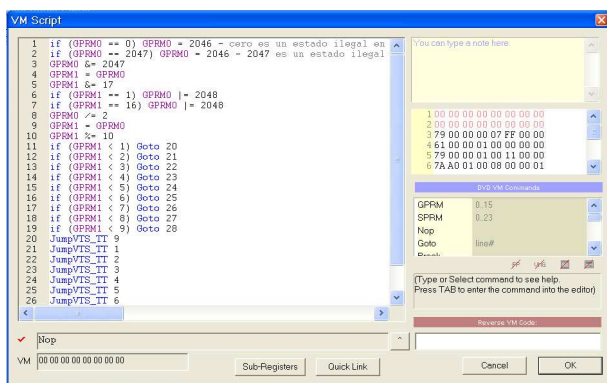 VM Script
1 if (GPRM0 == 0) GPRM0 = 2046 - cero es un estado ilegal en
2 if (GPRM0 == 2047) GPRM0 = 2046 - 2047 es un estado ilegal
3 GPRM0 &= 2047
4 GPRM1 = GPRM0
5 GPRM1 &= 17
6 if (GPRM1 == 1) GPRM0 |= 2048
7 if (GPRM1 == 16) GPRM0 |= 2048
8 GPRM0 /= 2
9 GPRM1 = GPRM0
10 GPRM1 %= 10
11 if (GPRM1 < 1) Goto 20
12 if (GPRM1 < 2) Goto 21
13 if (GPRM1 < 3) Goto 22
14 if (GPRM1 < 4) Goto 23
15 if (GPRM1 < 5) Goto 24
16 if (GPRM1 < 6) Goto 25
17 if (GPRM1 < 7) Goto 26
18 if (GPRM1 < 8) Goto 27
19 if (GPRM1 < 9) Goto 28
20 JumpVTS_TT 9
21 JumpVTS_TT 1
22 JumpVTS_TT 2
23 JumpVTS_TT 3
24 JumpVTS_TT 4
25 JumpVTS_TT 5
26 JumpVTS_TT 6
You can type a note here:
1 00 00 00 00 00 00 00 00
2 00 00 00 00 00 00 00 00
3 79 00 00 00 07 FF 00 00
4 61 00 00 01 00 00 00 00
5 79 00 00 01 00 11 00 00
6 7A A0 01 00 08 00 00 01
DVD VM Commands
GPRM 0..15
SPRM 0..23
Nop
Goto line#
Break
(Type or Select command to see help.
Press TAB to enter the command into the editor)
Reverse VM Code:
Nop
VM 00 00 00 00 00 00 00 00
Sub-Registers
Quick Link
Cancel
OK